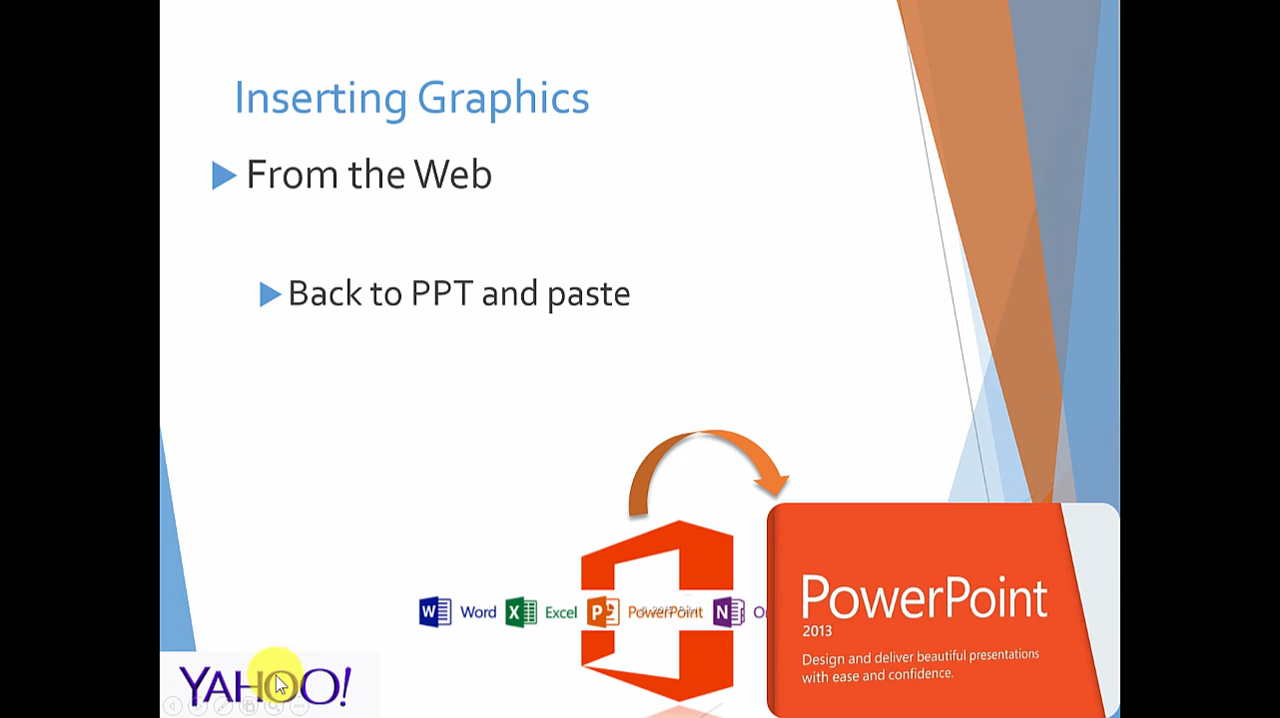 Inserting Graphics
From the Web
Back to PPT and paste
Word Excel PowerPoint
PowerPoint
2013
Design and deliver beautiful presentations
with ease and confidence.
YAHOO!